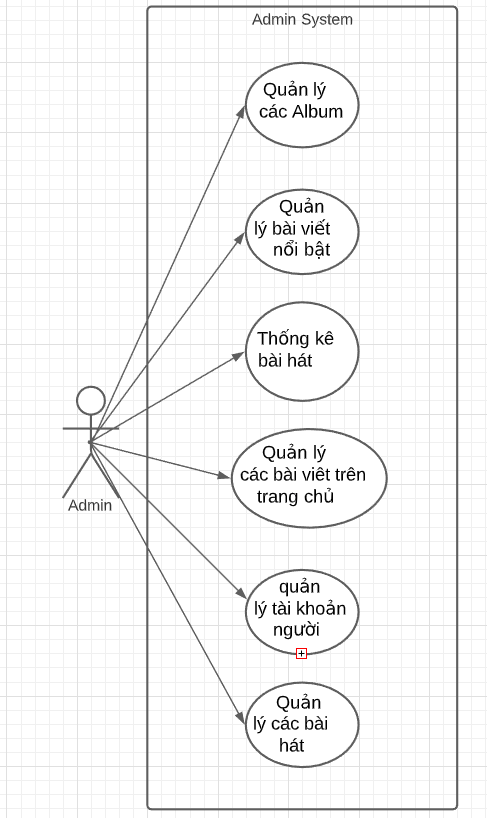 Admin System
Quản lý
các Album
Quản
lý bài viết
nổi bật
Thống kê
bài hát
Quản lý
các bài viêt trên
trang chủ
Admin
quản
lý tài khoản
người
Quản
lý các bài
hát